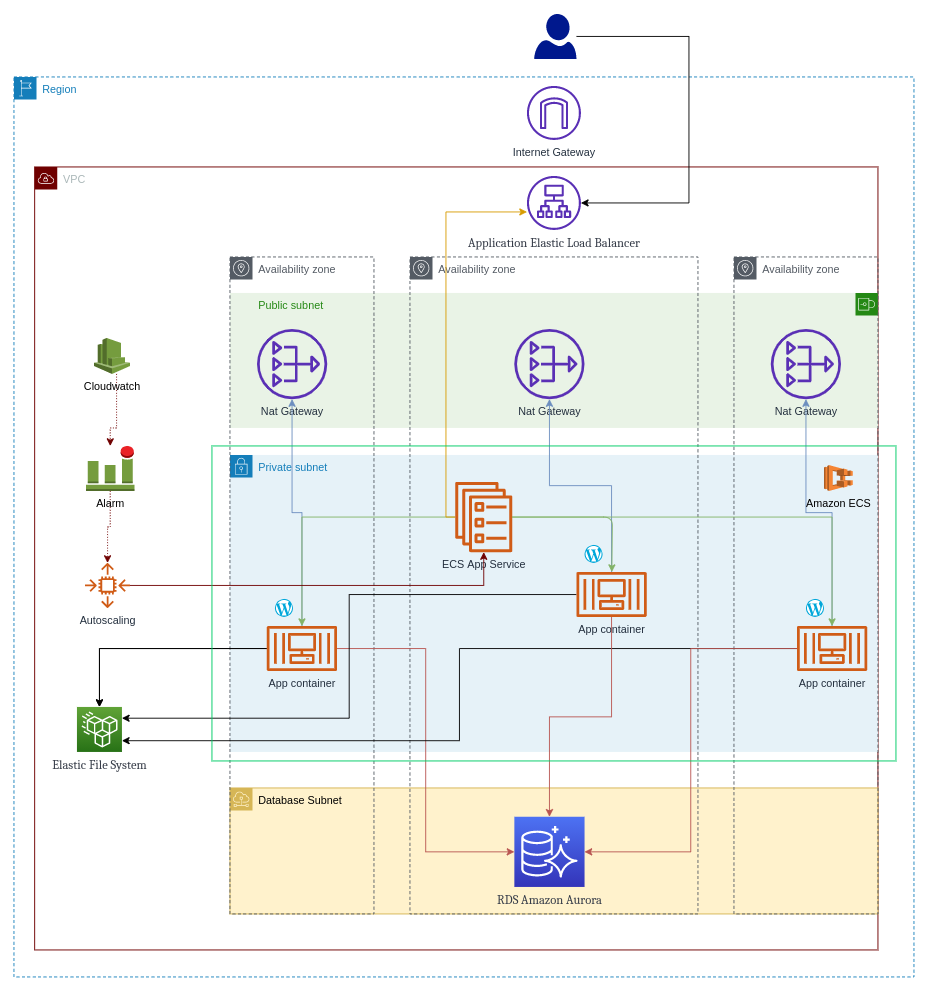 Region
Internet Gateway
VPC
Application Elastic Load Balancer
Availability zone
Availability zone
Availability zone
Public subnet
Cloudwatch
Nat Gateway
Nat Gateway
Nat Gateway
Private subnet
Alarm
Amazon ECS
ECS App Service
Autoscaling
App container
App container
App container
Elastic File System
Database Subnet
RDS Amazon Aurora